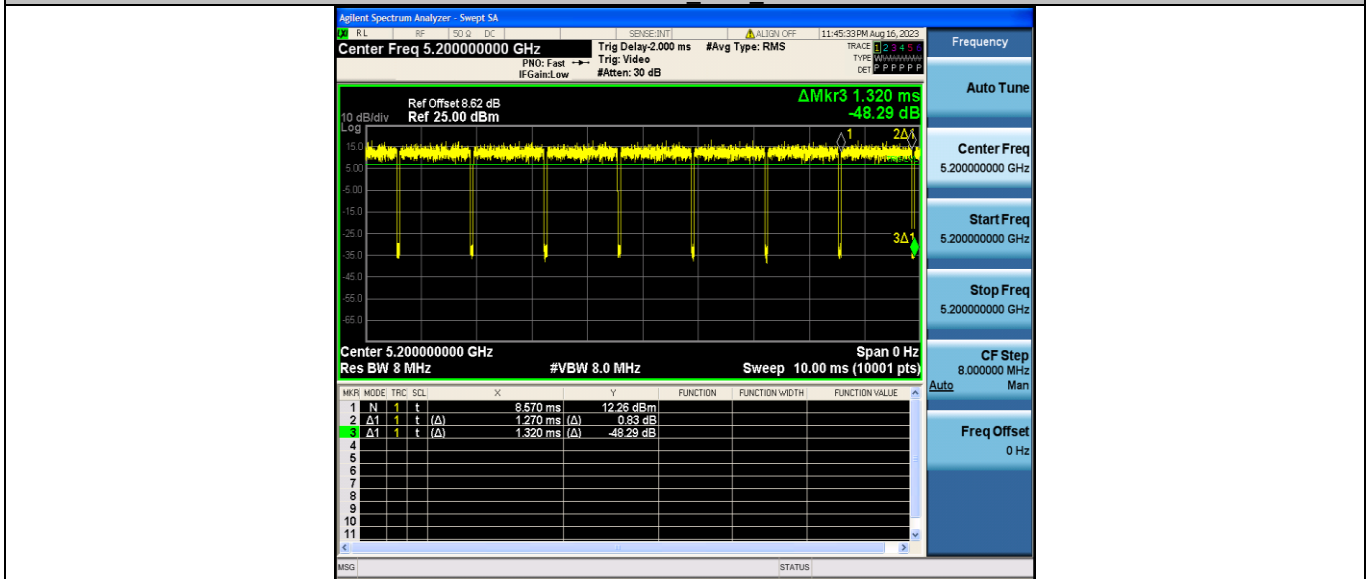 Agilent Spectrum Analyzer - Swept SA
RL RF 50 Ω DC SENSE:INT ALIGN OFF 11:45:33 PM Aug 16, 2023
Center Freq 5.200000000 GHz
PNO: Fast
IFGain:Low
Trig Delay-2.000 ms
Trig: Video
#Atten: 30 dB
#Avg Type: RMS
TRACE 1 2 3 4 5 6
TYPE
DET P P P P P P
ΔMkr3 1.320 ms
-48.29 dB
Ref Offset 8.62 dB
10 dB/div Ref 25.00 dBm
Log
15.0
5.00
-5.00
-15.0
-25.0
-35.0
-45.0
-55.0
-65.0
1
2Δ1
3Δ1
Center 5.200000000 GHz Span 0 Hz
Res BW 8 MHz #VBW 8.0 MHz Sweep 10.00 ms (10001 pts)
MKR MODE TRC SCL X Y FUNCTION FUNCTION WIDTH FUNCTION VALUE
1 N 1 t 8.570 ms 12.26 dBm
2 Δ1 1 t (Δ) 1.270 ms (Δ) 0.83 dB
3 Δ1 1 t (Δ) 1.320 ms (Δ) -48.29 dB
4
5
6
7
8
9
10
11
MSG STATUS
Frequency
Auto Tune
Center Freq
5.200000000 GHz
Start Freq
5.200000000 GHz
Stop Freq
5.200000000 GHz
CF Step
8.000000 MHz
Auto Man
Freq Offset
0 Hz